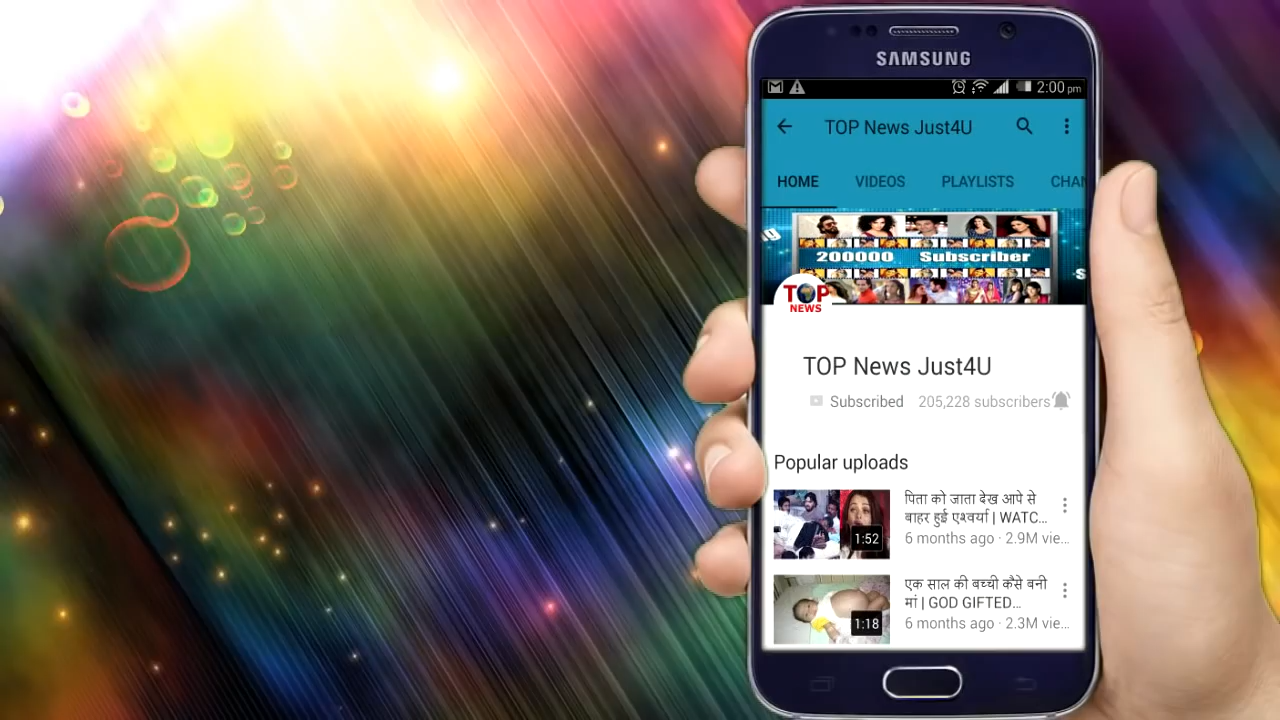 SAMSUNG
2:00 pm
TOP News Just4U
HOME VIDEOS PLAYLISTS CHAN
200000 Subscriber
TOP
NEWS
TOP News Just4U
Subscribed 205,228 subscribers
Popular uploads
पिता को जाता देख आपे से
बाहर हुई एश्वर्या | WATC...
1:52
6 months ago · 2.9M vie...
एक साल की बच्ची कैसे बनी
मां | GOD GIFTED...
1:18
6 months ago · 2.3M vie...